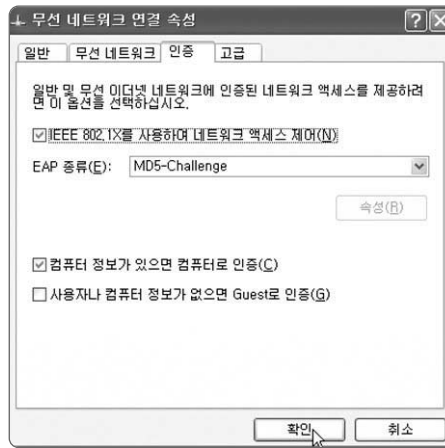 무선 네트워크 연결 속성
일반 무선 네트워크 인증 고급
일반 및 무선 이더넷 네트워크에 인증된 네트워크 액세스를 제공하려
면 이 옵션을 선택하십시오.
IEEE 802.1X를 사용하여 네트워크 액세스 제어(N)
EAP 종류(E): MD5-Challenge
속성(R)
컴퓨터 정보가 있으면 컴퓨터로 인증(C)
사용자나 컴퓨터 정보가 없으면 Guest로 인증(G)
확인 취소